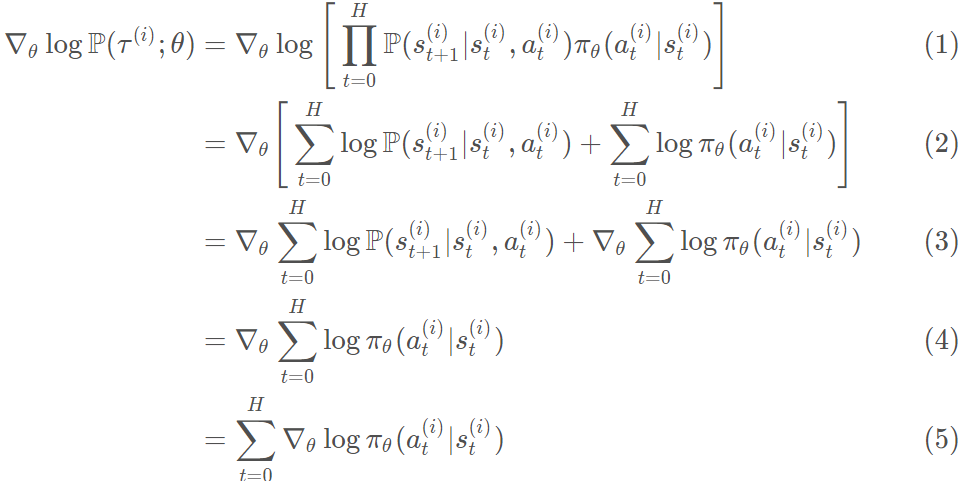 ∇_θ log ℙ(τ^{(i)}; θ) = ∇_θ log [ ∏_{t=0}^{H} ℙ(s_{t+1}^{(i)} | s_t^{(i)}, a_t^{(i)}) π_θ(a_t^{(i)} | s_t^{(i)}) ] (1)
= ∇_θ [ ∑_{t=0}^{H} log ℙ(s_{t+1}^{(i)} | s_t^{(i)}, a_t^{(i)}) + ∑_{t=0}^{H} log π_θ(a_t^{(i)} | s_t^{(i)}) ] (2)
= ∇_θ ∑_{t=0}^{H} log ℙ(s_{t+1}^{(i)} | s_t^{(i)}, a_t^{(i)}) + ∇_θ ∑_{t=0}^{H} log π_θ(a_t^{(i)} | s_t^{(i)}) (3)
= ∇_θ ∑_{t=0}^{H} log π_θ(a_t^{(i)} | s_t^{(i)}) (4)
= ∑_{t=0}^{H} ∇_θ log π_θ(a_t^{(i)} | s_t^{(i)}) (5)